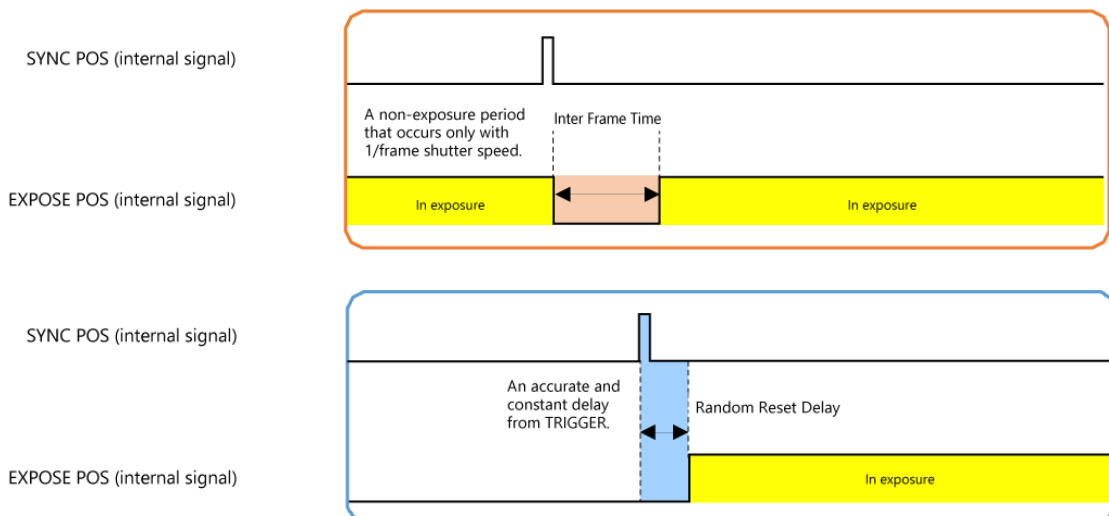 SYNC POS (internal signal)
A non-exposure period
that occurs only with
1/frame shutter speed.
Inter Frame Time
EXPOSE POS (internal signal)
In exposure
In exposure
SYNC POS (internal signal)
An accurate and
constant delay
from TRIGGER.
Random Reset Delay
EXPOSE POS (internal signal)
In exposure